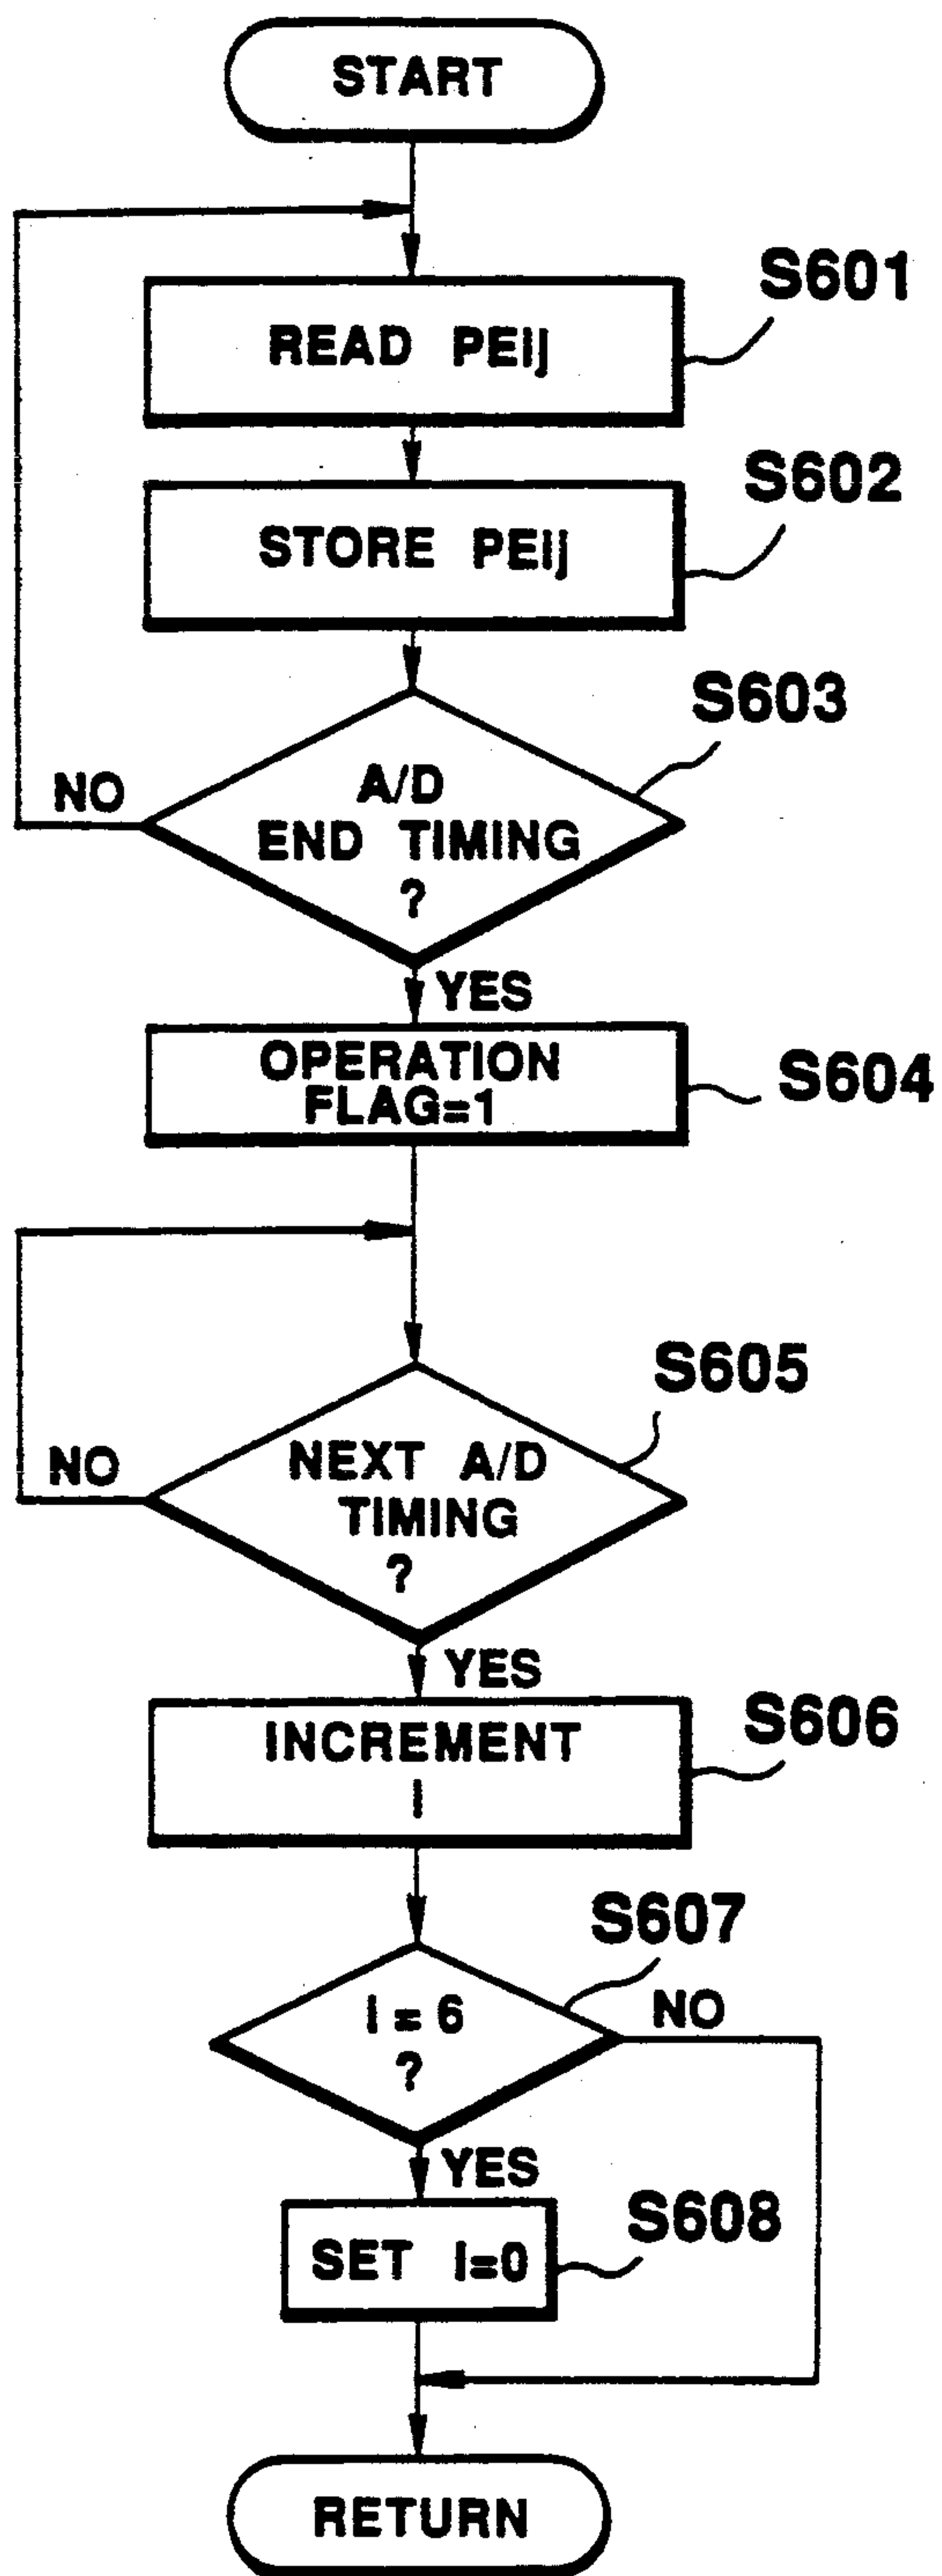 START
S601
READ PEIj
S602
STORE PEIj
S603
A/D
END TIMING
?
NO
YES
OPERATION
FLAG=1
S604
S605
NEXT A/D
TIMING
?
NO
YES
INCREMENT
I
S606
S607
I = 6
?
NO
YES
SET I=0
S608
RETURN